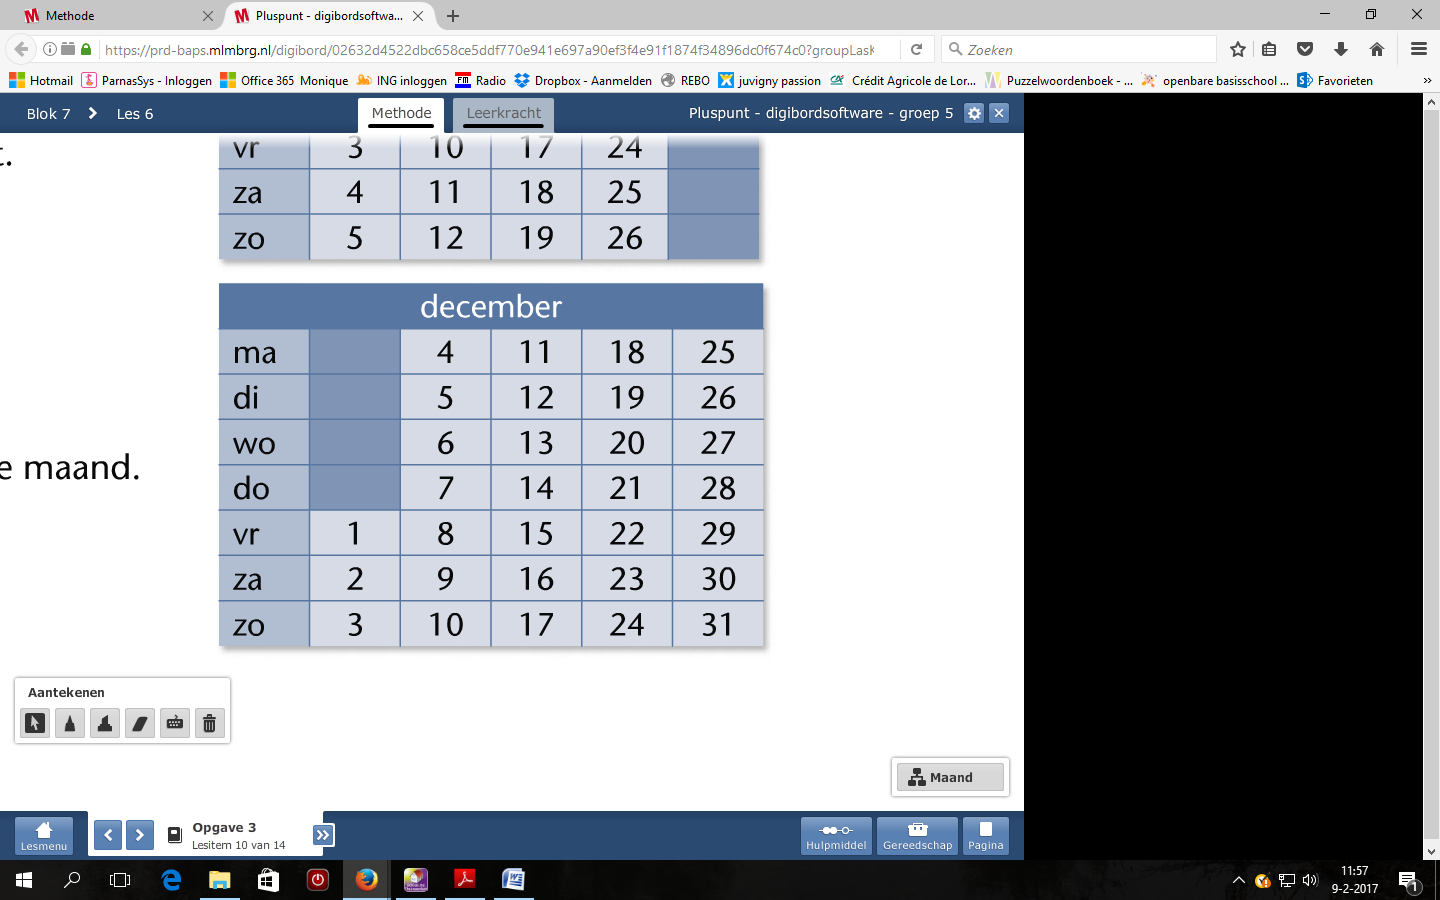 Methode
Pluspunt - digibordsoftwa...
https://prd-baps.mlmbrg.nl/digibord/02632d4522dbc658ce5ddf770e941e697a90ef3f4e91f1874f34896dc0f674c0?groupLasK
Zoeken
Hotmail ParnasSys - Inloggen Office 365 Monique ING inloggen Radio Dropbox - Aanmelden REBO juvigny passion Crédit Agricole de Lor... Puzzelwoordenboek - ... openbare basisschool ... Favorieten »
Blok 7 Les 6 Methode Leerkracht Pluspunt - digibordsoftware - groep 5
t.
vr 3 10 17 24
za 4 11 18 25
zo 5 12 19 26
december
ma 4 11 18 25
di 5 12 19 26
wo 6 13 20 27
e maand.
do 7 14 21 28
vr 1 8 15 22 29
za 2 9 16 23 30
zo 3 10 17 24 31
Aantekenen
Maand
Lesmenu
Opgave 3
Lesitem 10 van 14
Hulpmiddel Gereedschap Pagina
11:57
9-2-2017
1